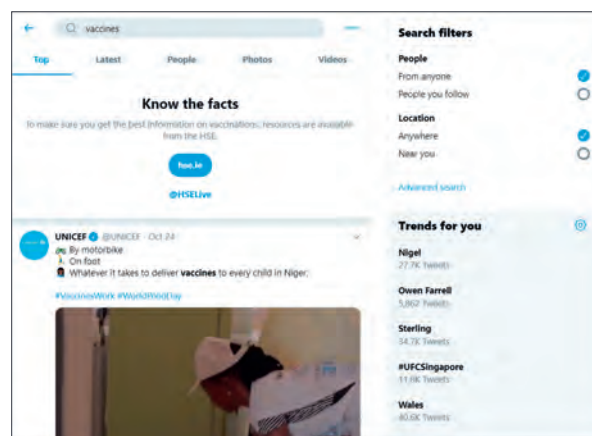 vaccines
Top Latest People Photos Videos
Know the facts
To make sure you get the best information on vaccinations, resources are available
from the HSE.
hse.ie
@HSELive
UNICEF @UNICEF · Oct 24
By motorbike
On foot
Whatever it takes to deliver vaccines to every child in Niger.
#VaccinesWork #WorldPolioDay
Search filters
People
From anyone
People you follow
Location
Anywhere
Near you
Advanced search
Trends for you
Nigel
27.7K Tweets
Owen Farrell
5,862 Tweets
Sterling
34.7K Tweets
#UFCSingapore
11.8K Tweets
Wales
40.6K Tweets